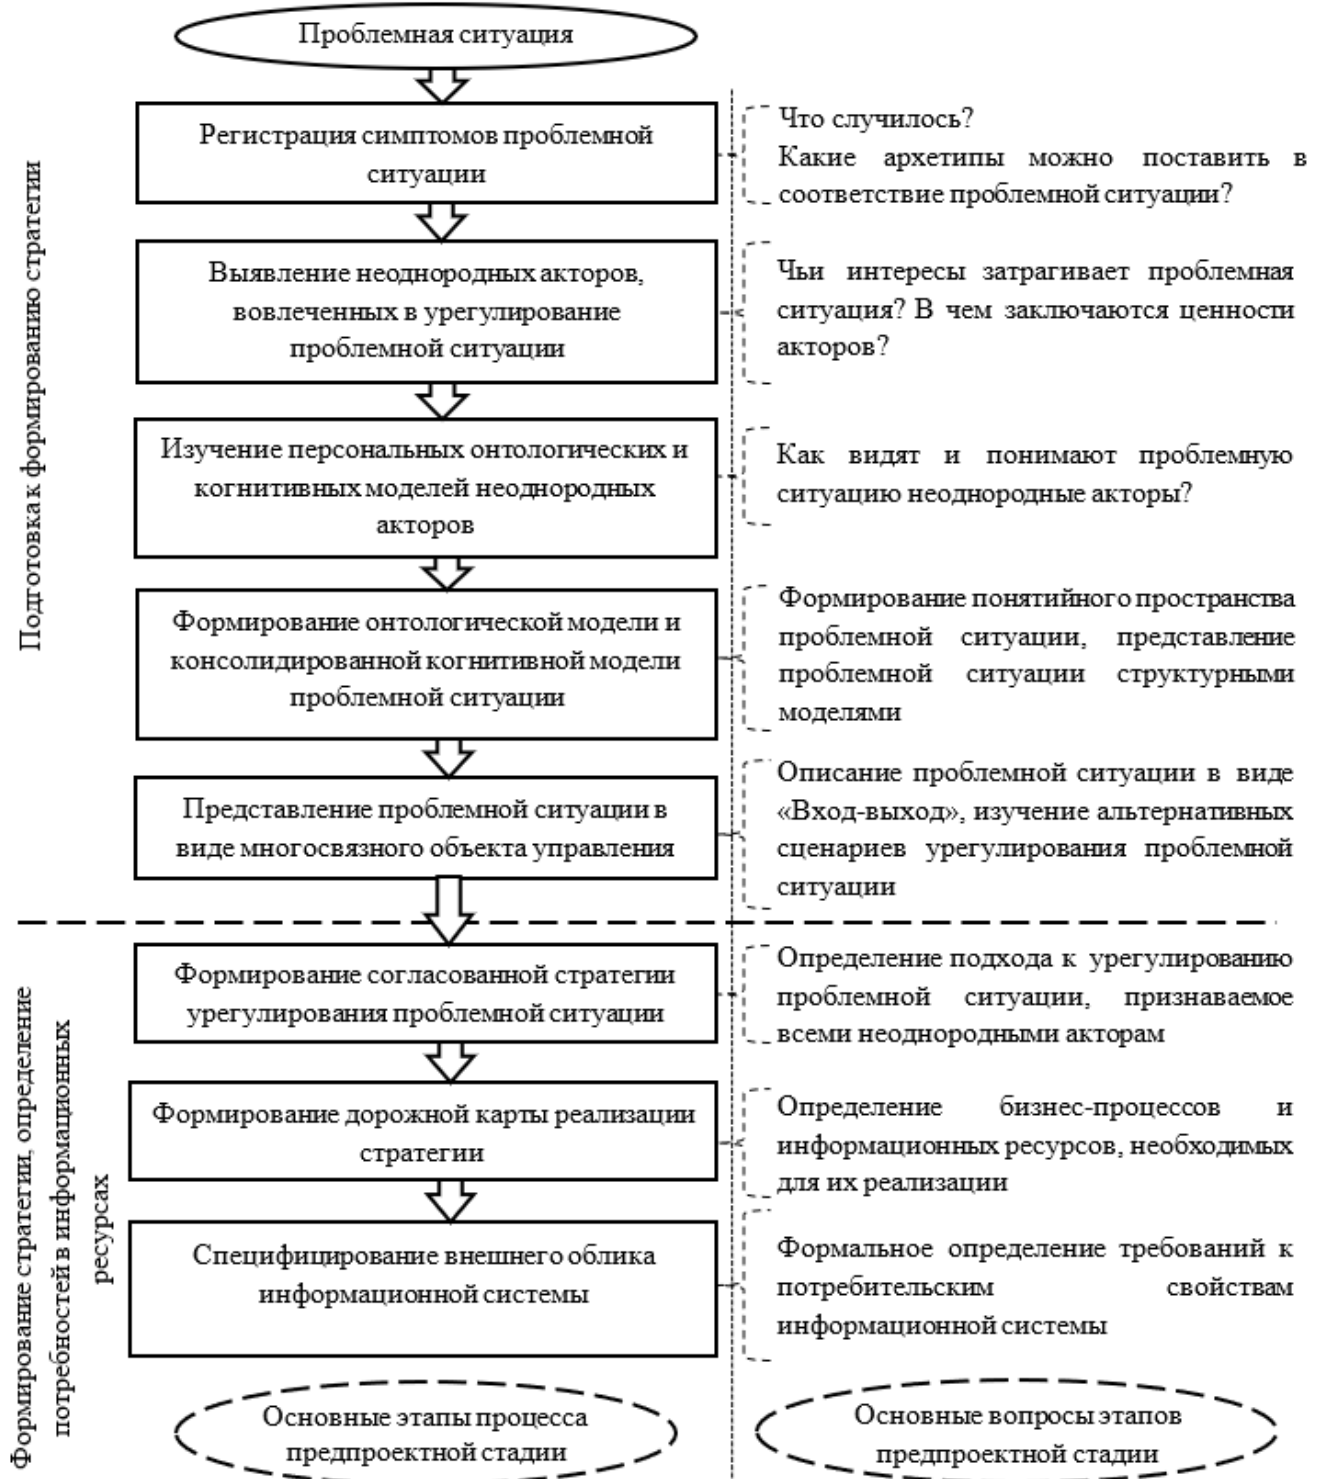 Проблемная ситуация
Регистрация симптомов проблемной
ситуации
Что случилось?
Какие архетипы можно поставить в
соответствие проблемной ситуации?
Выявление неоднородных акторов,
вовлеченных в урегулирование
проблемной ситуации
Чьи интересы затрагивает проблемная
ситуация? В чем заключаются ценности
акторов?
Изучение персональных онтологических и
когнитивных моделей неоднородных
акторов
Как видят и понимают проблемную
ситуацию неоднородные акторы?
Формирование онтологической модели и
консолидированной когнитивной модели
проблемной ситуации
Формирование понятийного пространства
проблемной ситуации, представление
проблемной ситуации структурными
моделями
Представление проблемной ситуации в
виде многосвязного объекта управления
Описание проблемной ситуации в виде
«Вход-выход», изучение альтернативных
сценариев урегулирования проблемной
ситуации
Подготовка к формированию стратегии
Формирование согласованной стратегии
урегулирования проблемной ситуации
Определение подхода к урегулированию
проблемной ситуации, признаваемое
всеми неоднородными акторам
Формирование дорожной карты реализации
стратегии
Определение бизнес-процессов и
информационных ресурсов, необходимых
для их реализации
Специфицирование внешнего облика
информационной системы
Формальное определение требований к
потребительским свойствам
информационной системы
Формирование стратегии, определение
потребностей в информационных
ресурсах
Основные этапы процесса
предпроектной стадии
Основные вопросы этапов
предпроектной стадии